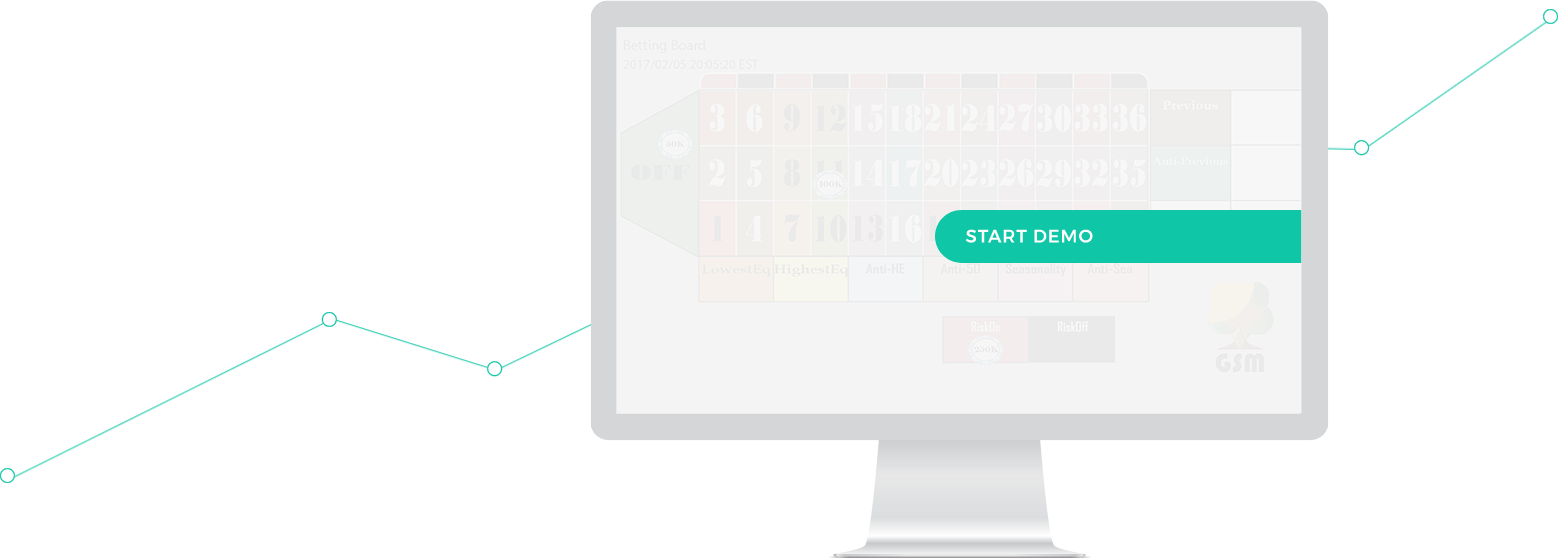 Betting Board
2017/02/05 20:05:20 EST
3 6 9 12 15 18 21 24 27 30 33 36
Previous
50K
OFF
2 5 8 11 14 17 20 23 26 29 32 35
Anti-Previous
100K
1 4 7 10 13 16
START DEMO
LowestEq HighestEq Anti-HE Anti-50 Seasonality Anti-Sea
RiskOn RiskOff
250K
GSM